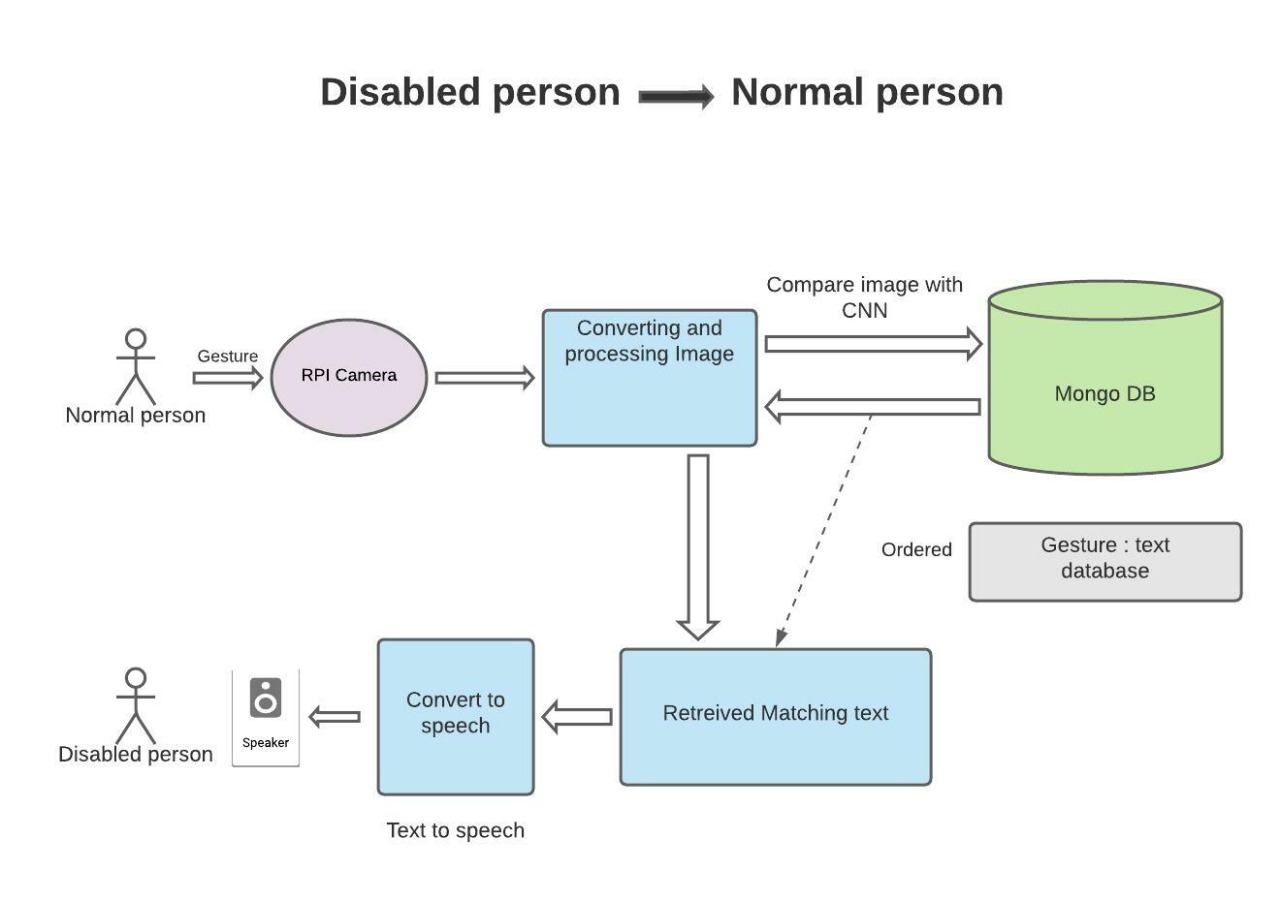 Disabled person Normal person
Compare image with
CNN
Converting and
processing Image
Gesture
RPI Camera
Mongo DB
Normal person
Ordered
Gesture : text
database
Convert to
speech
Retreived Matching text
Speaker
Disabled person
Text to speech